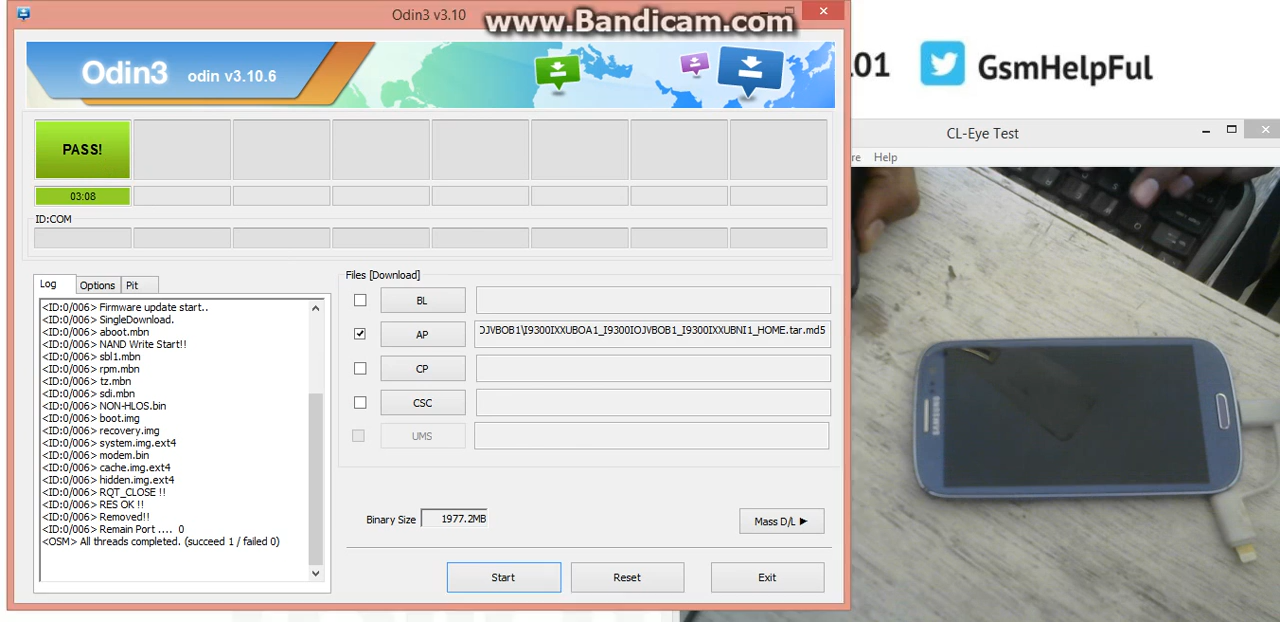 Odin3 v3.10
www.Bandicam.com
Odin3 odin v3.10.6
.01 GsmHelpFul
CL-Eye Test
Help
PASS!
03:08
ID:COM
Log Options Pit
<ID:0/006> Firmware update start..
<ID:0/006> SingleDownload.
<ID:0/006> aboot.mbn
<ID:0/006> NAND Write Start!!
<ID:0/006> sbl1.mbn
<ID:0/006> rpm.mbn
<ID:0/006> tz.mbn
<ID:0/006> sdi.mbn
<ID:0/006> NON-HLOS.bin
<ID:0/006> boot.img
<ID:0/006> recovery.img
<ID:0/006> system.img.ext4
<ID:0/006> modem.bin
<ID:0/006> cache.img.ext4
<ID:0/006> hidden.img.ext4
<ID:0/006> RQT_CLOSE !!
<ID:0/006> RES OK !!
<ID:0/006> Removed!!
<ID:0/006> Remain Port .... 0
<OSM> All threads completed. (succeed 1 / failed 0)
Files [Download]
BL
AP JJVBOB1\I9300IXXUBOA1_I9300IOJVBOB1_I9300IXXUBNI1_HOME.tar.md5
CP
CSC
UMS
Binary Size 1977.2MB
Mass D/L ►
Start Reset Exit
SAMSUNG